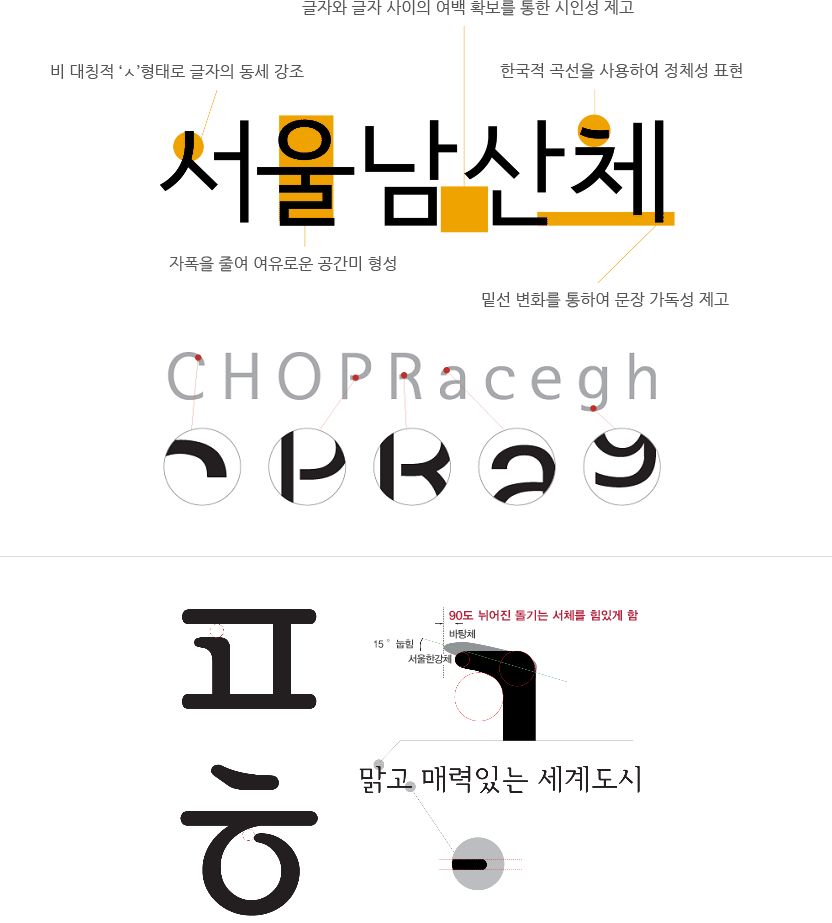 글자와 글자 사이의 여백 확보를 통한 시인성 제고
비 대칭적 ‘ㅅ’형태로 글자의 동세 강조
한국적 곡선을 사용하여 정체성 표현
서울남산체
자폭을 줄여 여유로운 공간미 형성
밑선 변화를 통하여 문장 가독성 제고
CHOPRacegh
90도 뉘어진 돌기는 서체를 힘있게 함
바탕체
15 ° 눕힘
서울한강체
맑고 매력있는 세계도시